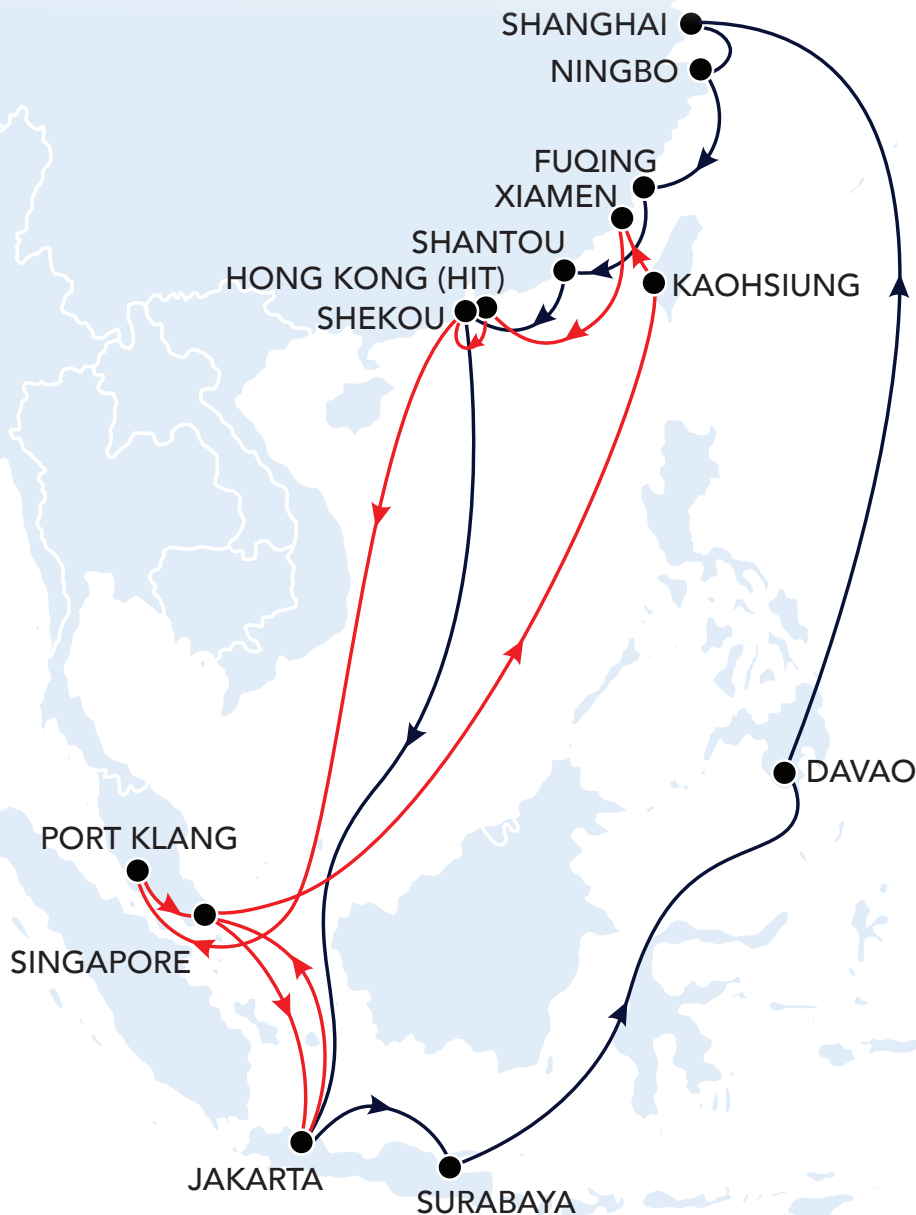 SHANGHAI
NINGBO
FUQING
XIAMEN
SHANTOU
HONG KONG (HIT)
KAOHSIUNG
SHEKOU
DAVAO
PORT KLANG
SINGAPORE
JAKARTA
SURABAYA